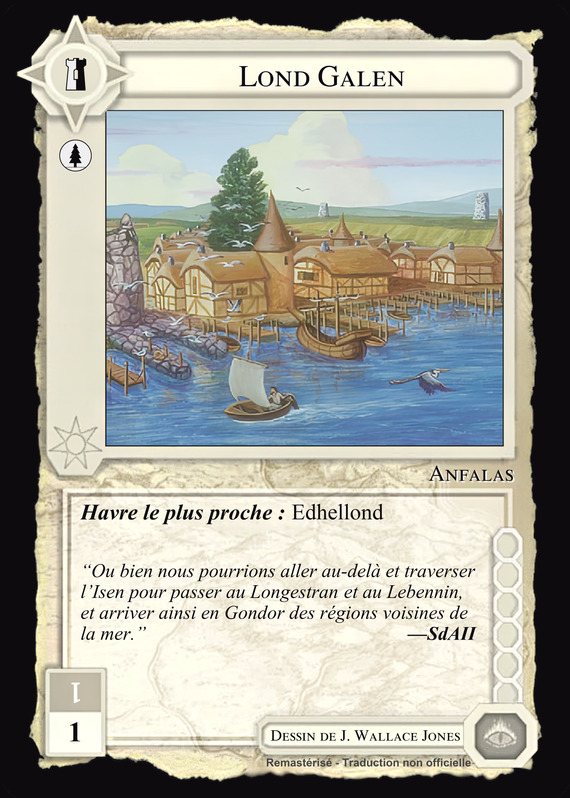 LOND GALEN
ANFALAS
Havre le plus proche : Edhellond
“Ou bien nous pourrions aller au-delà et traverser
l’Isen pour passer au Longestran et au Lebennin,
et arriver ainsi en Gondor des régions voisines de
la mer.” —SdAII
1
1
DESSIN DE J. WALLACE JONES
Remastérisé - Traduction non officielle